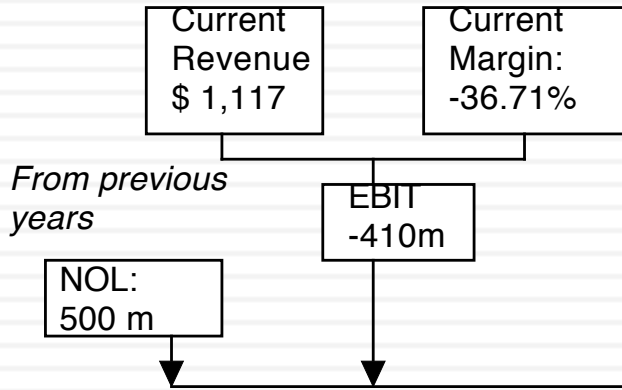 Current
Revenue
$ 1,117
Current
Margin:
-36.71%
From previous
years
EBIT
-410m
NOL:
500 m